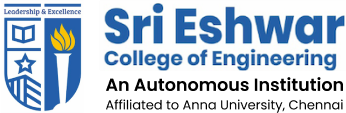 Leadership & Excellence
Sri Eshwar
College of Engineering
An Autonomous Institution
Affiliated to Anna University, Chennai